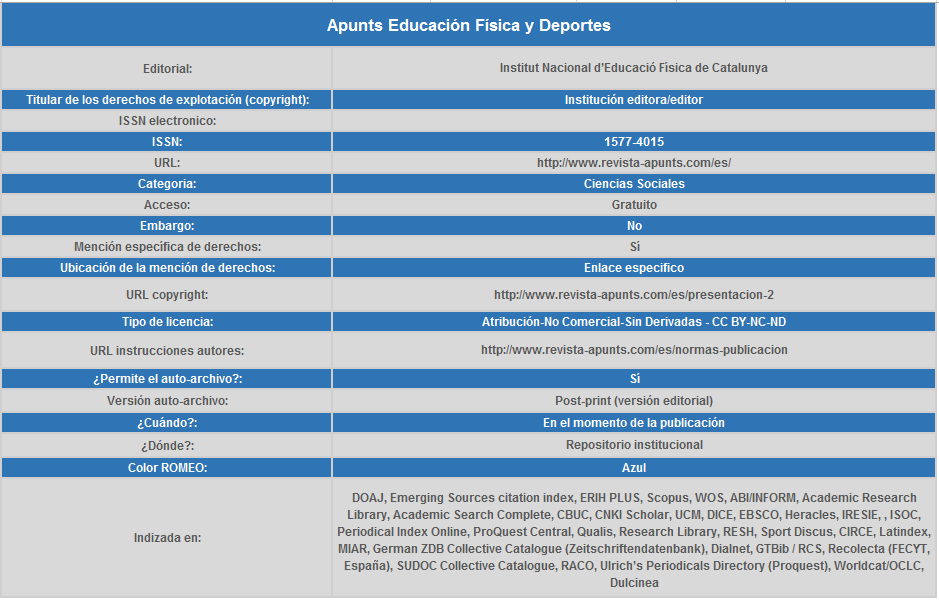 Apunts Educación Física y Deportes
Editorial: Institut Nacional d'Educació Física de Catalunya
Titular de los derechos de explotación (copyright): Institución editora/editor
ISSN electronico:
ISSN: 1577-4015
URL: http://www.revista-apunts.com/es/
Categoria: Ciencias Sociales
Acceso: Gratuito
Embargo: No
Mención específica de derechos: Sí
Ubicación de la mención de derechos: Enlace especifico
URL copyright: http://www.revista-apunts.com/es/presentacion-2
Tipo de licencia: Atribución-No Comercial-Sin Derivadas - CC BY-NC-ND
URL instrucciones autores: http://www.revista-apunts.com/es/normas-publicacion
¿Permite el auto-archivo?: Sí
Versión auto-archivo: Post-print (versión editorial)
¿Cuándo?: En el momento de la publicación
¿Dónde?: Repositorio institucional
Color ROMEO: Azul
Indizada en:
DOAJ, Emerging Sources citation index, ERIH PLUS, Scopus, WOS, ABI/INFORM, Academic Research
Library, Academic Search Complete, CBUC, CNKI Scholar, UCM, DICE, EBSCO, Heracles, IRESIE, , ISOC,
Periodical Index Online, ProQuest Central, Qualis, Research Library, RESH, Sport Discus, CIRCE, Latindex,
MIAR, German ZDB Collective Catalogue (Zeitschriftendatenbank), Dialnet, GTBib / RCS, Recolecta (FECYT,
España), SUDOC Collective Catalogue, RACO, Ulrich's Periodicals Directory (Proquest), Worldcat/OCLC,
Dulcinea